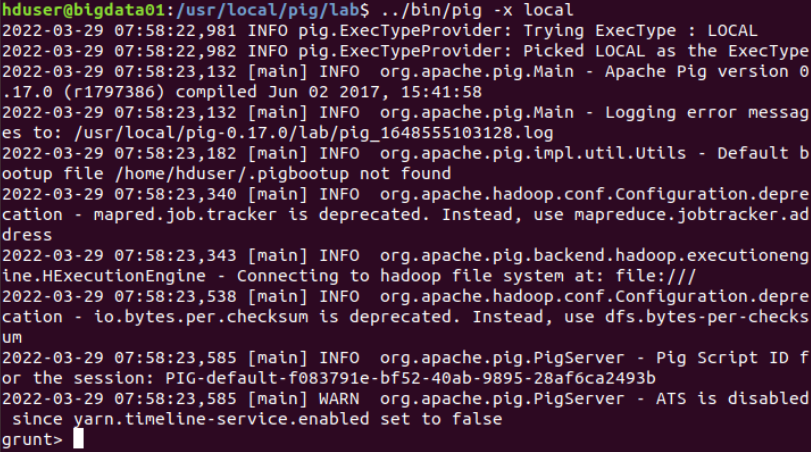 hduser@bigdata01:/usr/local/pig/lab$ ../bin/pig -x local
2022-03-29 07:58:22,981 INFO pig.ExecTypeProvider: Trying ExecType : LOCAL
2022-03-29 07:58:22,982 INFO pig.ExecTypeProvider: Picked LOCAL as the ExecType
2022-03-29 07:58:23,132 [main] INFO  org.apache.pig.Main - Apache Pig version 0
.17.0 (r1797386) compiled Jun 02 2017, 15:41:58
2022-03-29 07:58:23,132 [main] INFO  org.apache.pig.Main - Logging error messag
es to: /usr/local/pig-0.17.0/lab/pig_1648555103128.log
2022-03-29 07:58:23,182 [main] INFO  org.apache.pig.impl.util.Utils - Default b
ootup file /home/hduser/.pigbootup not found
2022-03-29 07:58:23,340 [main] INFO  org.apache.hadoop.conf.Configuration.depre
cation - mapred.job.tracker is deprecated. Instead, use mapreduce.jobtracker.ad
dress
2022-03-29 07:58:23,343 [main] INFO  org.apache.pig.backend.hadoop.executioneng
ine.HExecutionEngine - Connecting to hadoop file system at: file:///
2022-03-29 07:58:23,538 [main] INFO  org.apache.hadoop.conf.Configuration.depre
cation - io.bytes.per.checksum is deprecated. Instead, use dfs.bytes-per-checks
um
2022-03-29 07:58:23,585 [main] INFO  org.apache.pig.PigServer - Pig Script ID f
or the session: PIG-default-f083791e-bf52-40ab-9895-28af6ca2493b
2022-03-29 07:58:23,585 [main] WARN  org.apache.pig.PigServer - ATS is disabled
 since yarn.timeline-service.enabled set to false
grunt>